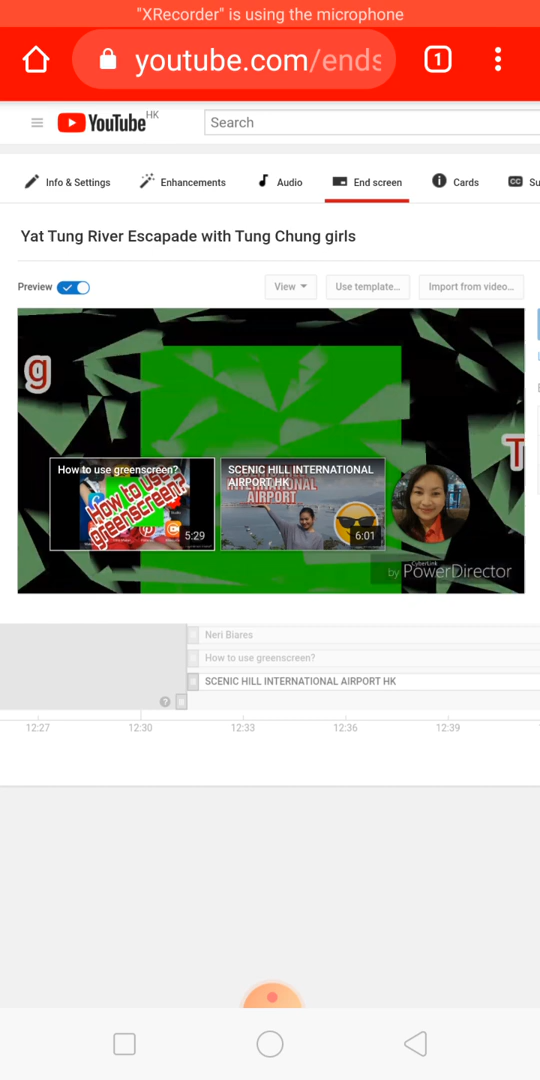 "XRecorder" is using the microphone
youtube.com/ends
1
YouTube HK
Search
Info & Settings
Enhancements
Audio
End screen
Cards
CC
Su
Yat Tung River Escapade with Tung Chung girls
Preview
View
Use template...
Import from video...
g
T
How to use greenscreen?
How to use
greenscreen?
5:29
SCENIC HILL INTERNATIONAL
AIRPORT HK
INTERNATIONAL
AIRPORT
6:01
CyberLink
by PowerDirector
Neri Biares
How to use greenscreen?
SCENIC HILL INTERNATIONAL AIRPORT HK
?
12:27
12:30
12:33
12:36
12:39